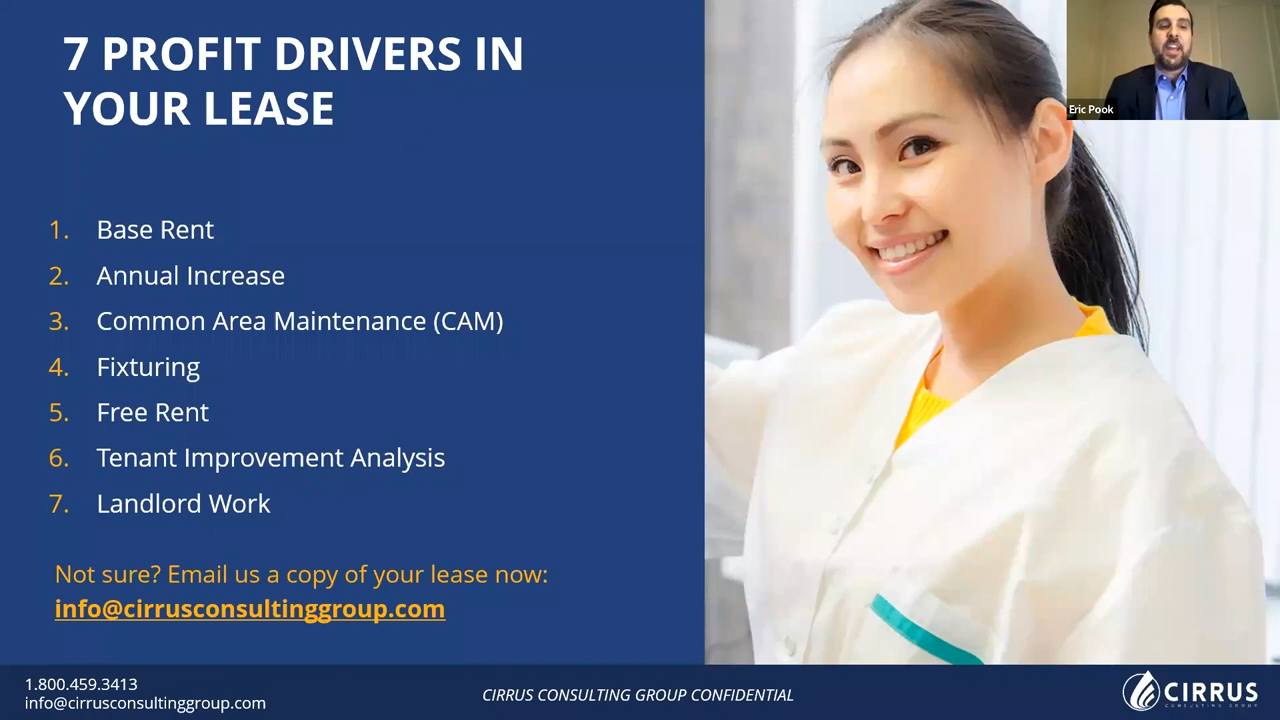 7 PROFIT DRIVERS IN
YOUR LEASE
1. Base Rent
2. Annual Increase
3. Common Area Maintenance (CAM)
4. Fixturing
5. Free Rent
6. Tenant Improvement Analysis
7. Landlord Work
Not sure? Email us a copy of your lease now:
info@cirrusconsultinggroup.com
Eric Pook
1.800.459.3413
info@cirrusconsultinggroup.com
CIRRUS CONSULTING GROUP CONFIDENTIAL
CIRRUS
CONSULTING GROUP